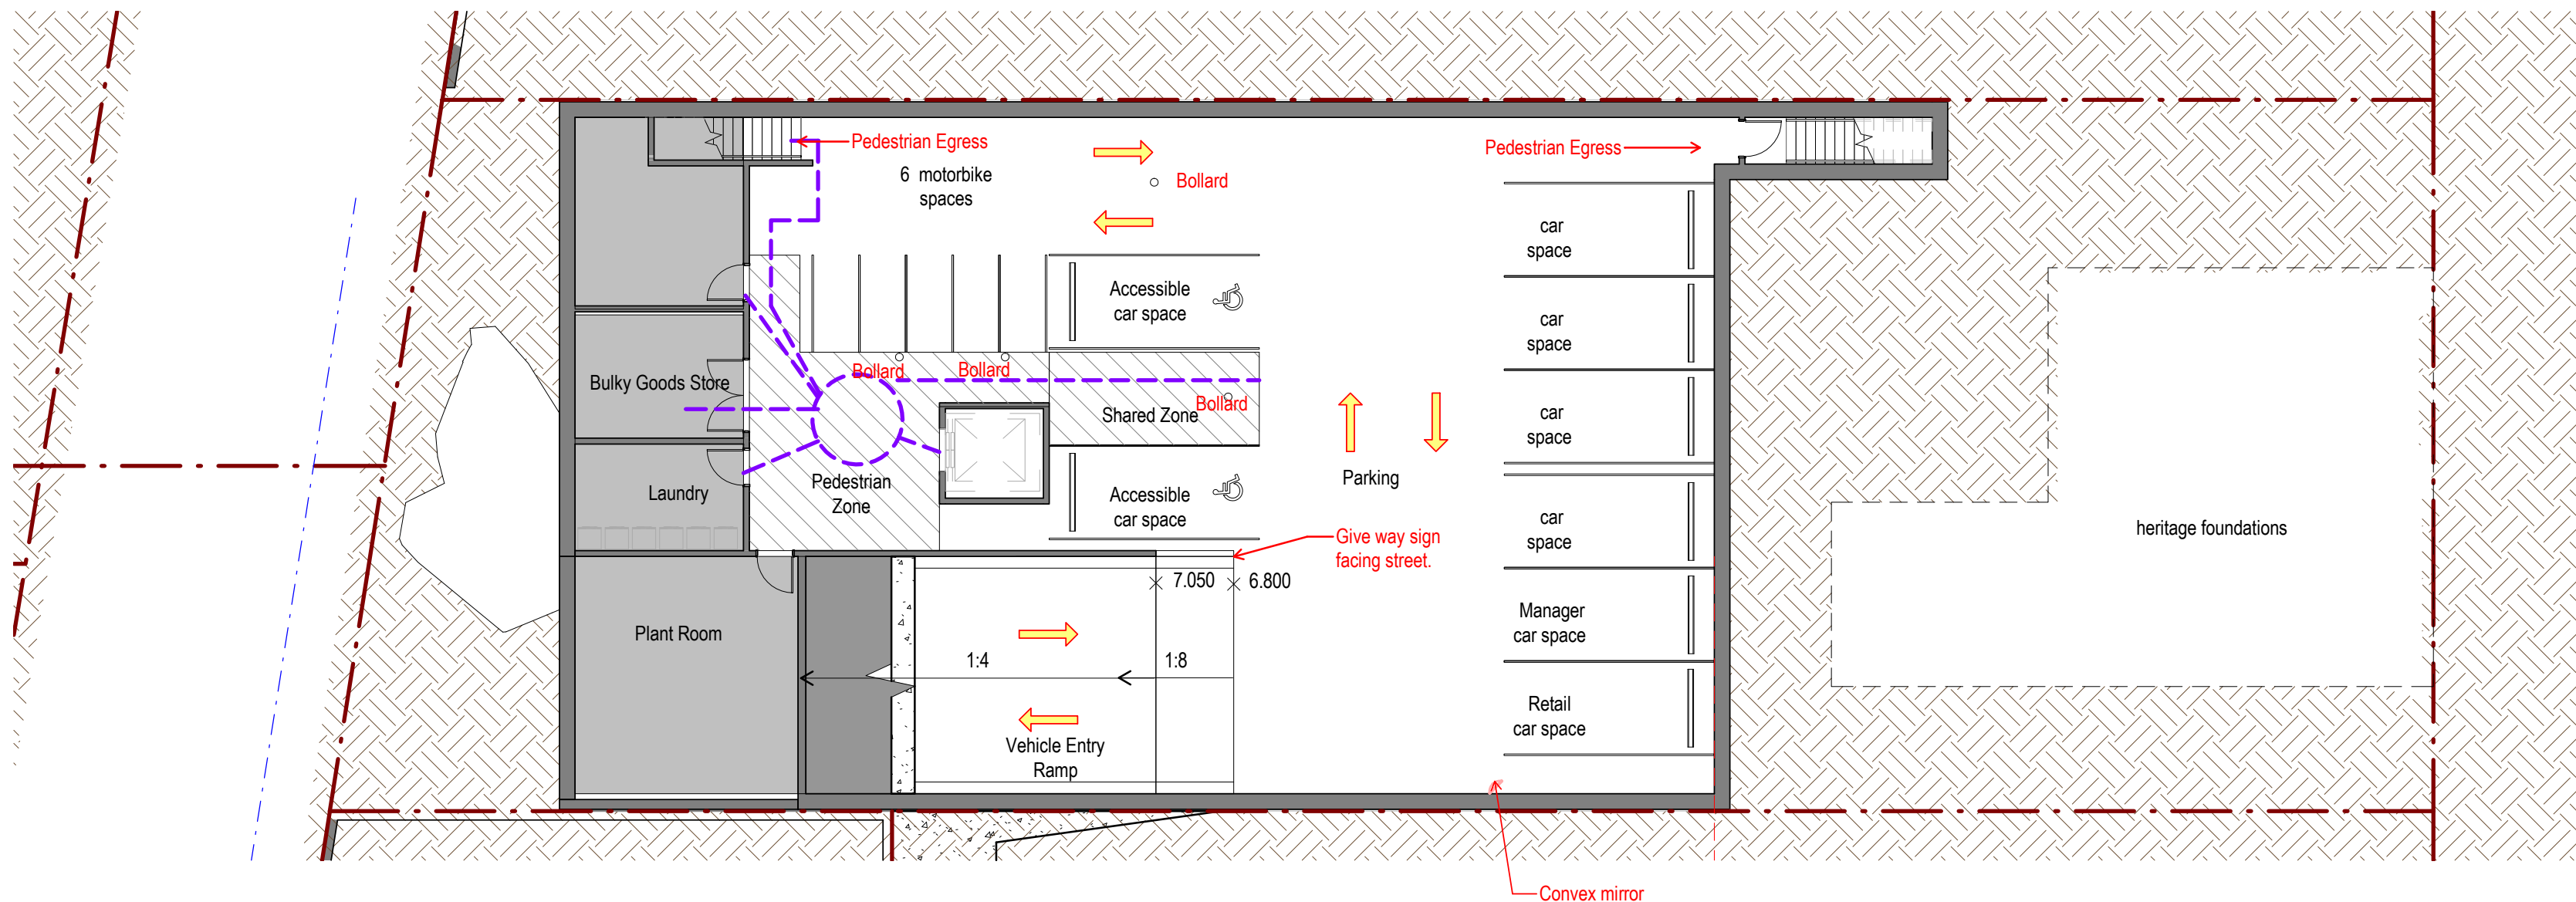 Pedestrian Egress
Pedestrian Egress
6 motorbike
spaces
Bollard
car
space
Accessible
car space
car
space
Bollard
Bollard
Bulky Goods Store
Bollard
Shared Zone
car
space
Parking
Laundry
Pedestrian
Zone
Accessible
car space
car
space
heritage foundations
Give way sign
facing street.
7.050
6.800
Manager
car space
Plant Room
1:4
1:8
Retail
car space
Vehicle Entry
Ramp
Convex mirror